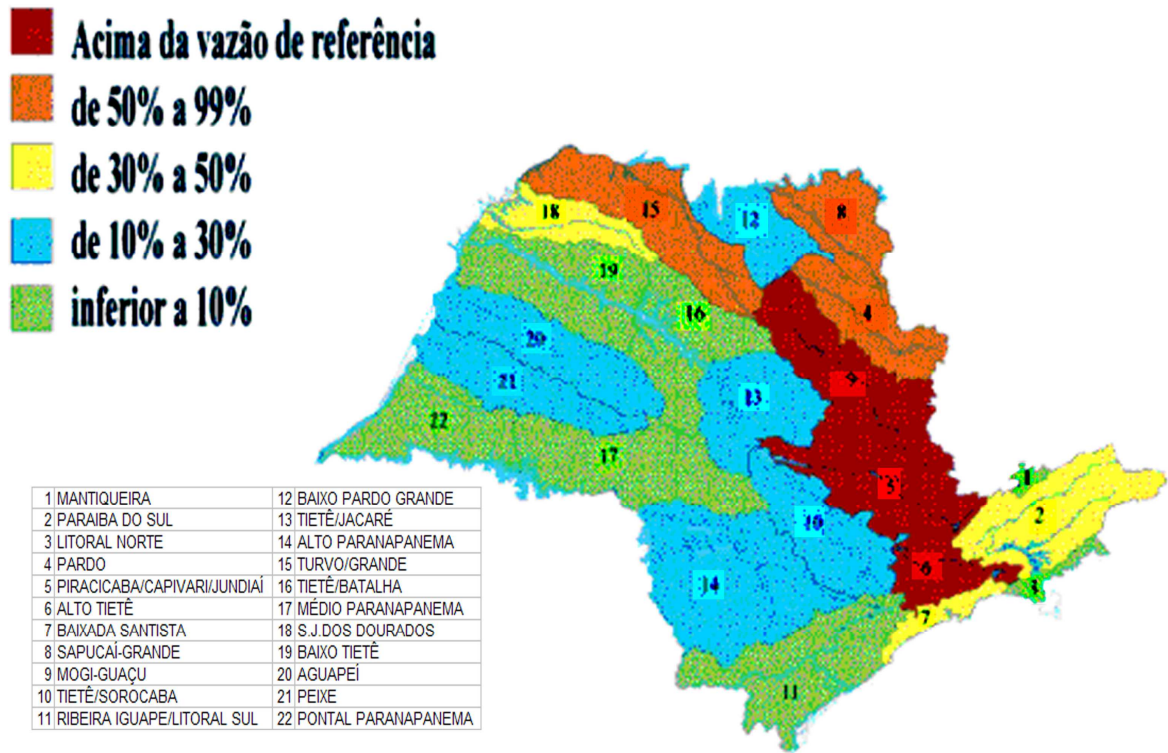 Acima da vazão de referência
de 50% a 99%
de 30% a 50%
de 10% a 30%
inferior a 10%
18
15
12
8
19
16
4
20
21
13
9
22
17
5
1
2
10
14
6
7
11
1 MANTIQUEIRA 12 BAIXO PARDO GRANDE
2 PARAIBA DO SUL 13 TIETÊ/JACARÉ
3 LITORAL NORTE 14 ALTO PARANAPANEMA
4 PARDO 15 TURVO/GRANDE
5 PIRACICABA/CAPIVARI/JUNDIAÍ 16 TIETÊ/BATALHA
6 ALTO TIETÊ 17 MÉDIO PARANAPANEMA
7 BAIXADA SANTISTA 18 S.J.DOS DOURADOS
8 SAPUCAÍ-GRANDE 19 BAIXO TIETÊ
9 MOGI-GUAÇU 20 AGUAPEÍ
10 TIETÊ/SOROCABA 21 PEIXE
11 RIBEIRA IGUAPE/LITORAL SUL 22 PONTAL PARANAPANEMA